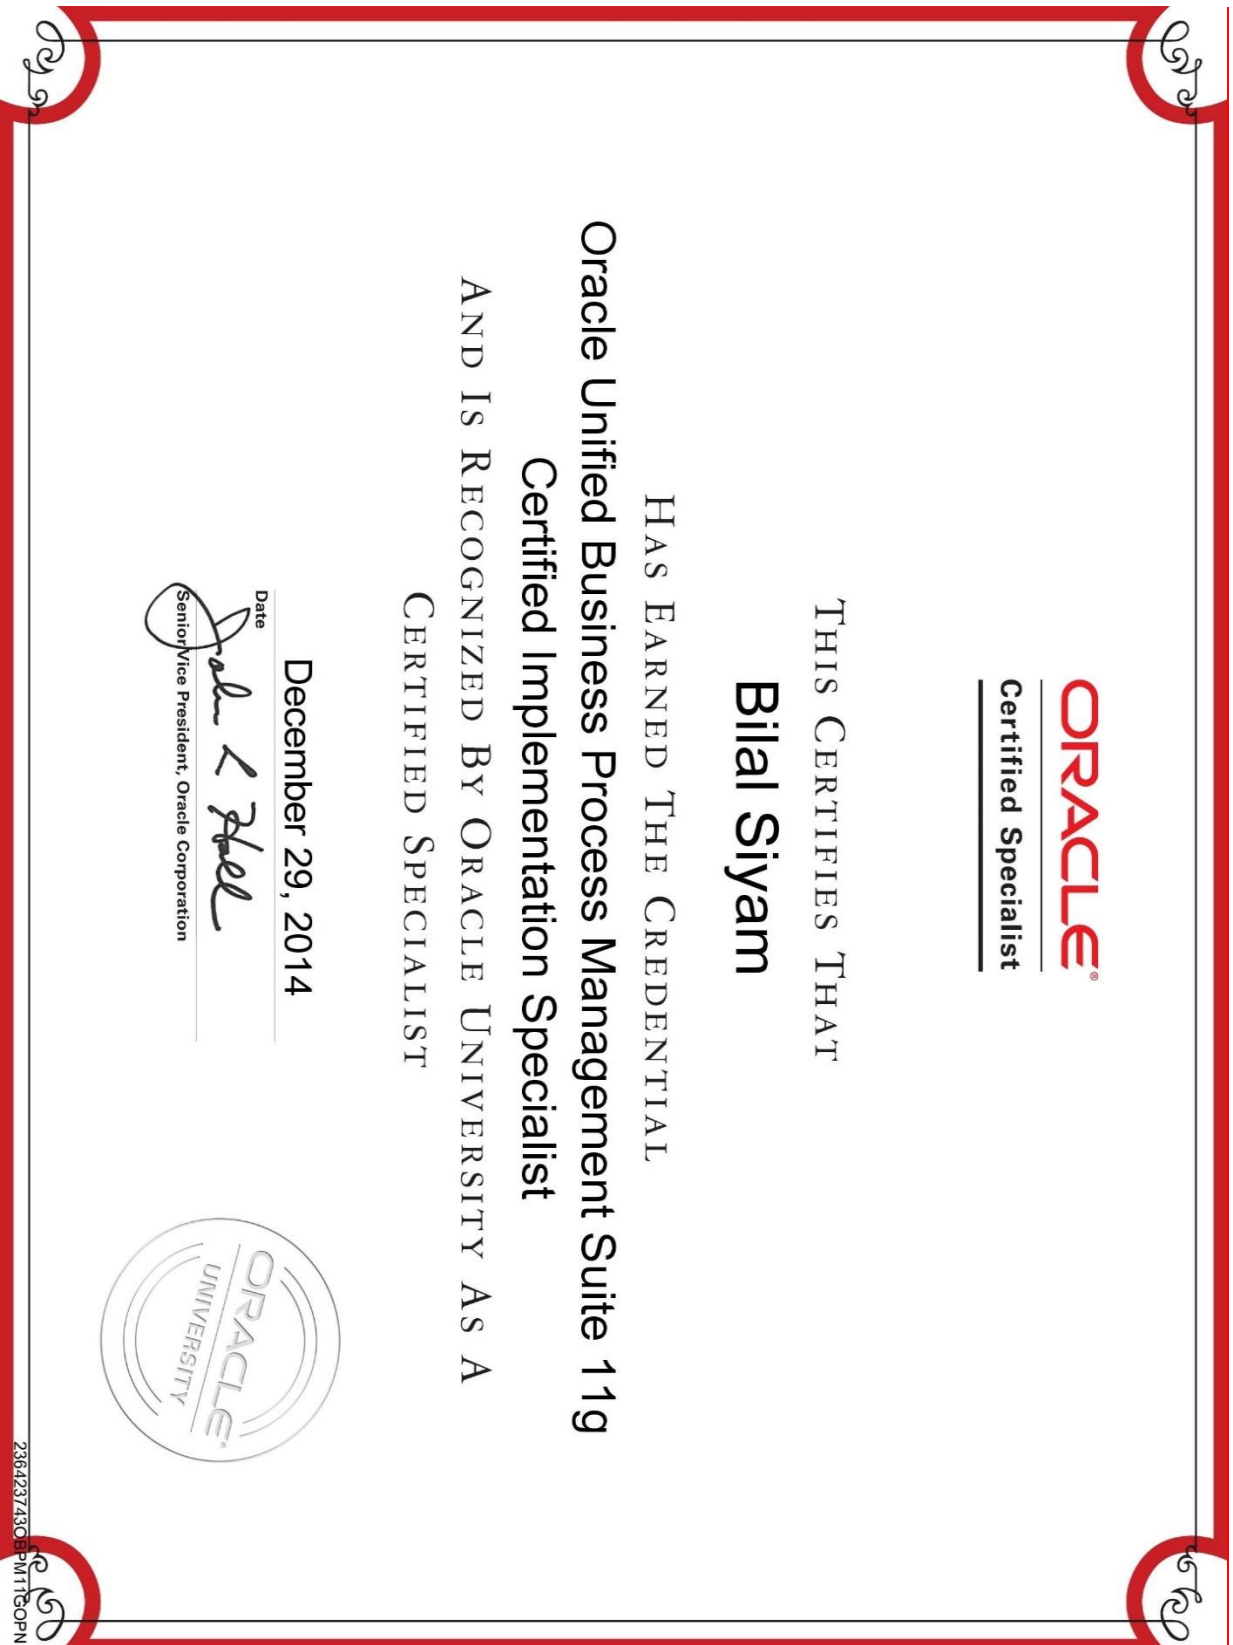 ORACLE®
Certified Specialist
THIS CERTIFIES THAT
Bilal Siyam
HAS EARNED THE CREDENTIAL
Oracle Unified Business Process Management Suite 11g
Certified Implementation Specialist
AND IS RECOGNIZED BY ORACLE UNIVERSITY AS A
CERTIFIED SPECIALIST
December 29, 2014
Date
John L Hall
Senior Vice President, Oracle Corporation
ORACLE®
UNIVERSITY
236423743OBPM11GOPN